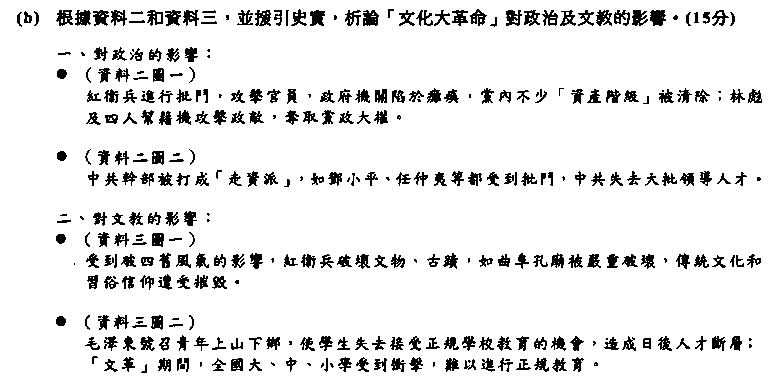 (b) 根據資料二和資料三，並援引史實，析論「文化大革命」對政治及文教的影響。(15分)
一、對政治的影響：
● （資料二圖一）
紅衛兵進行批鬥，攻擊官員，政府機關陷於癱瘓，黨內不少「資產階級」被清除；林彪
及四人幫藉機攻擊政敵，奪取黨政大權。
● （資料二圖二）
中共幹部被打成「走資派」，如鄧小平、任仲夷等都受到批鬥，中共失去大批領導人才。
二、對文教的影響：
● （資料三圖一）
受到破四舊風氣的影響，紅衛兵破壞文物、古蹟，如曲阜孔廟被嚴重破壞，傳統文化和
習俗信仰遭受摧毀。
● （資料三圖二）
毛澤東號召青年上山下鄉，使學生失去接受正規學校教育的機會，造成日後人才斷層；
「文革」期間，全國大、中、小學受到衝擊，難以進行正規教育。